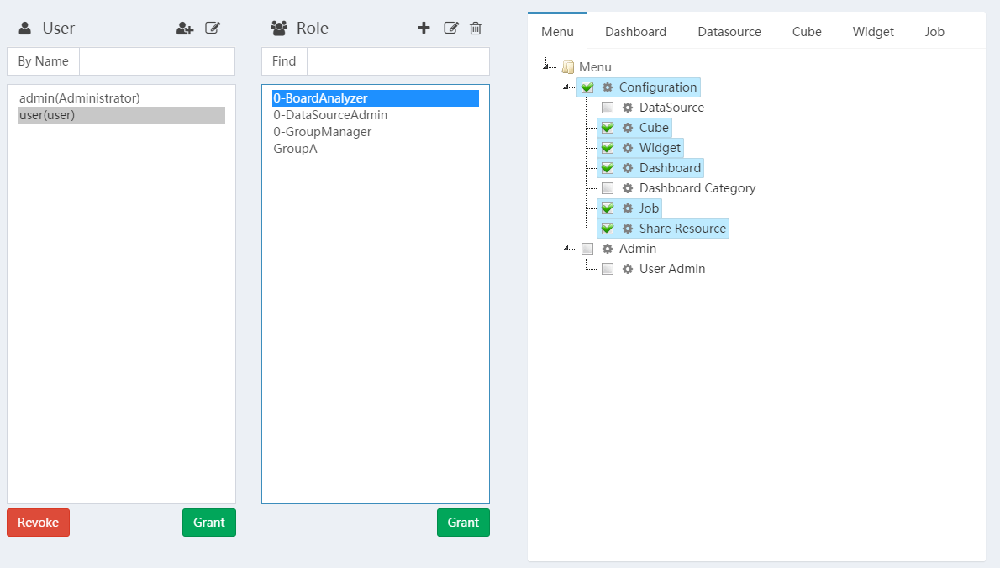 User
Role
Menu Dashboard Datasource Cube Widget Job
By Name
Find
admin(Administrator)
user(user)
0-BoardAnalyzer
0-DataSourceAdmin
0-GroupManager
GroupA
Menu
Configuration
DataSource
Cube
Widget
Dashboard
Dashboard Category
Job
Share Resource
Admin
User Admin
Revoke
Grant
Grant